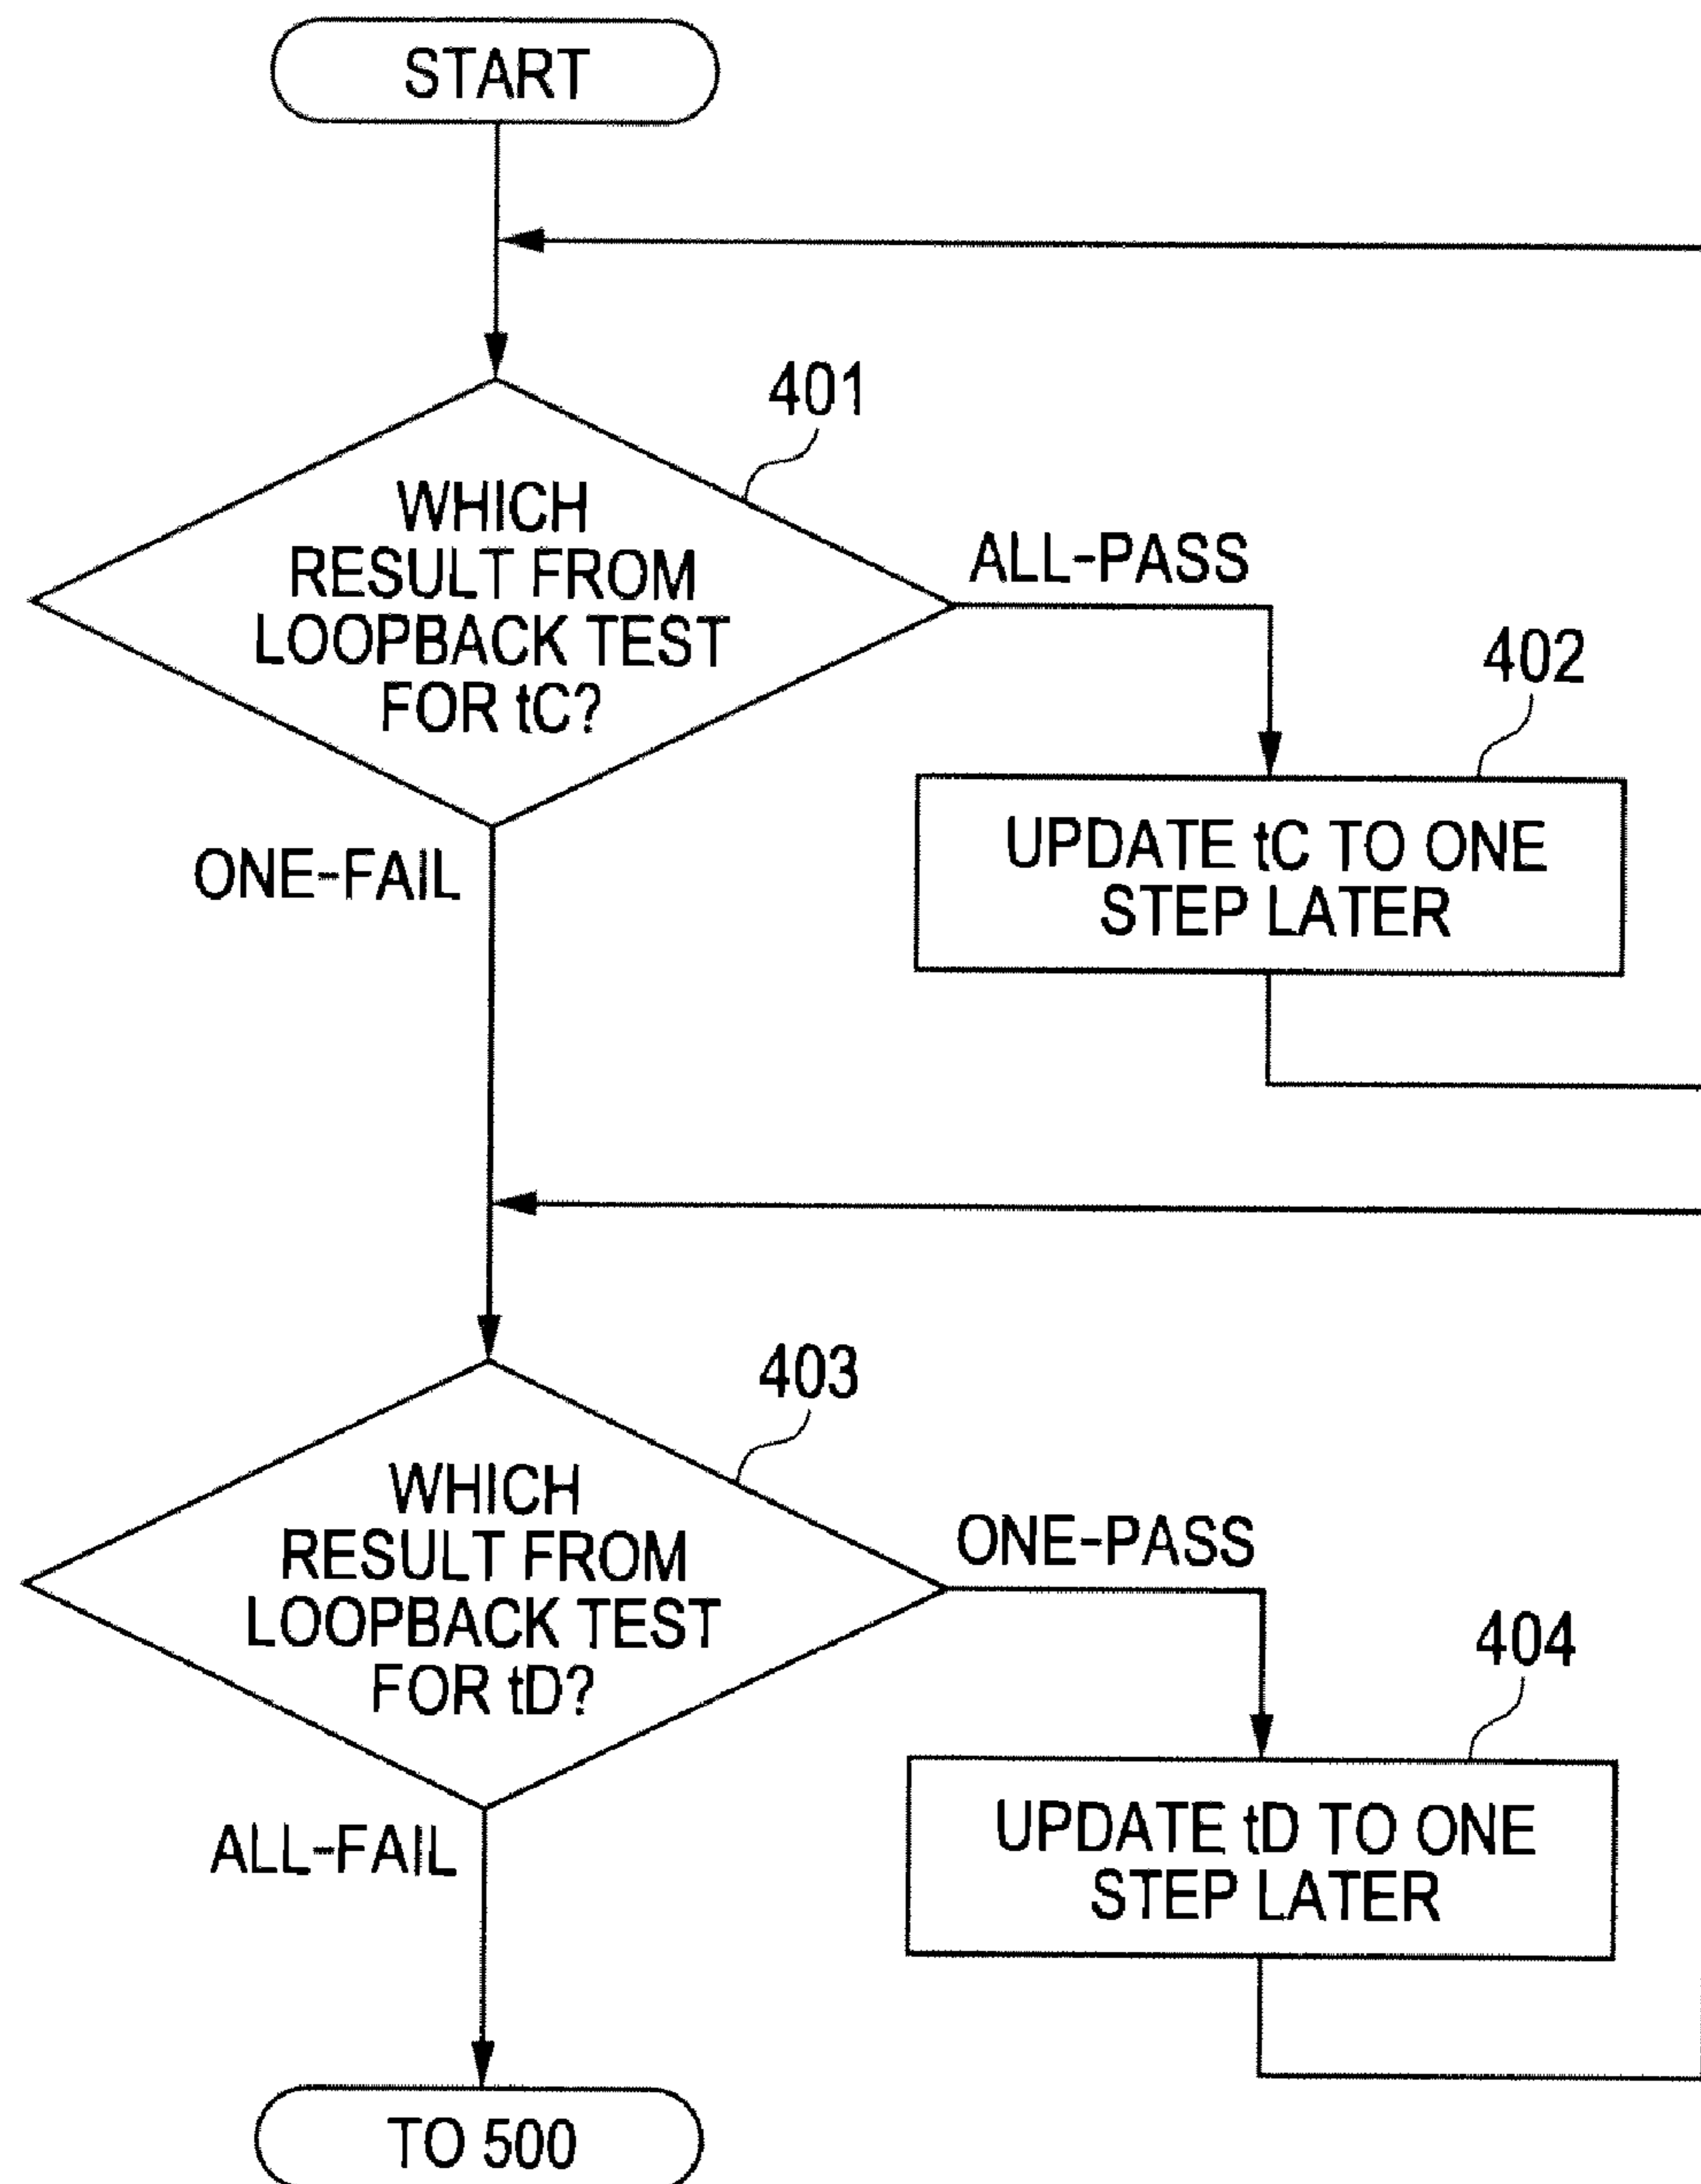 START
401
WHICH
RESULT FROM
LOOPBACK TEST
FOR tC?
ALL-PASS
402
UPDATE tC TO ONE
STEP LATER
ONE-FAIL
403
WHICH
RESULT FROM
LOOPBACK TEST
FOR tD?
ONE-PASS
404
UPDATE tD TO ONE
STEP LATER
ALL-FAIL
TO 500